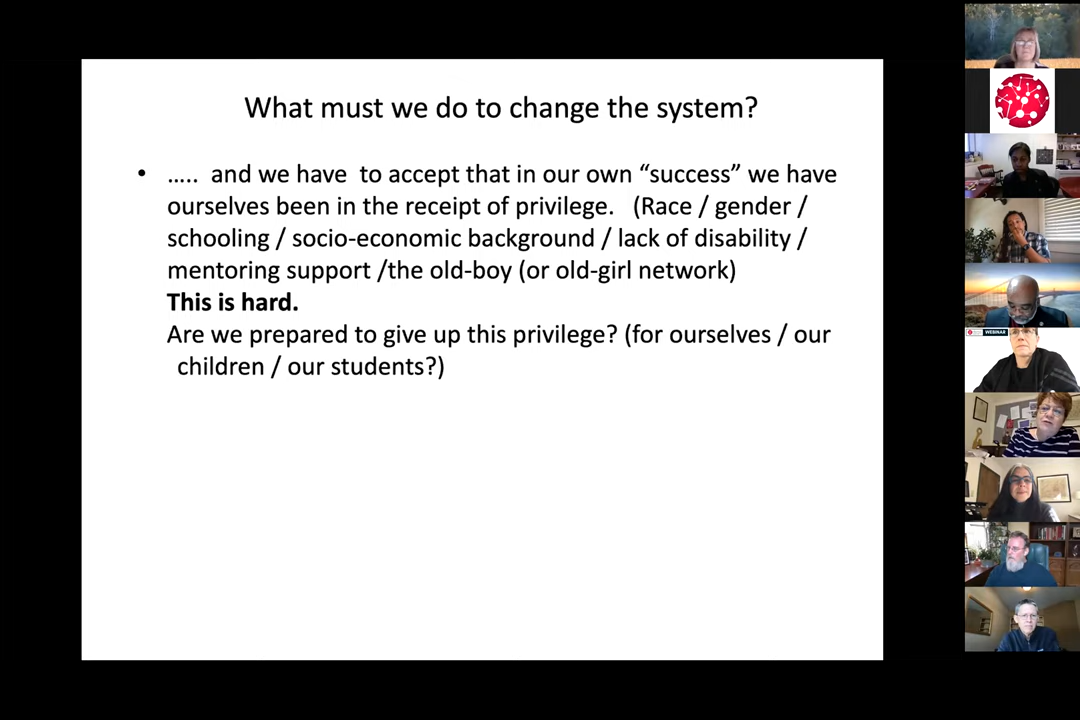 What must we do to change the system?
• ….. and we have to accept that in our own “success” we have
ourselves been in the receipt of privilege. (Race / gender /
schooling / socio-economic background / lack of disability /
mentoring support /the old-boy (or old-girl network)
This is hard.
Are we prepared to give up this privilege? (for ourselves / our
children / our students?)
WEBINAR